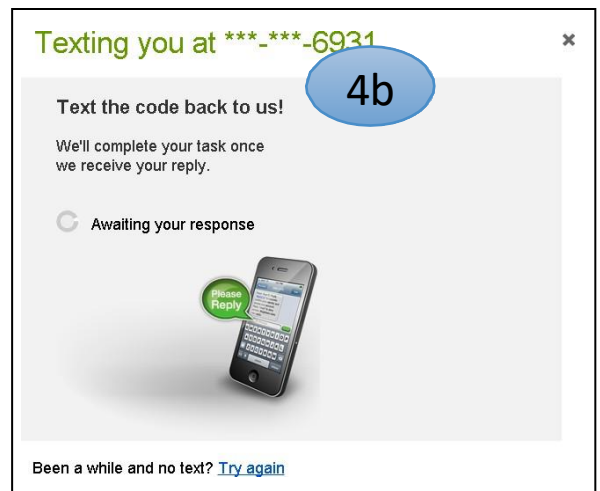 Texting you at ***-***-6931
4b
Text the code back to us!
We'll complete your task once
we receive your reply.
Awaiting your response
Please
Reply
Been a while and no text? Try again